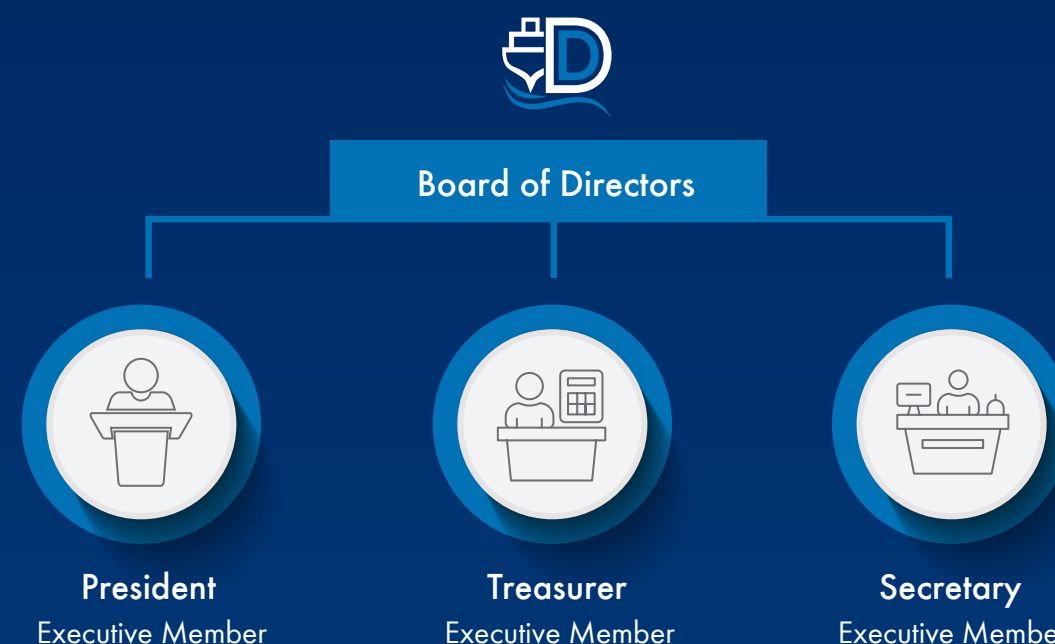 D
Board of Directors
President
Treasurer
Secretary
Executive Member
Executive Member
Executive Membe